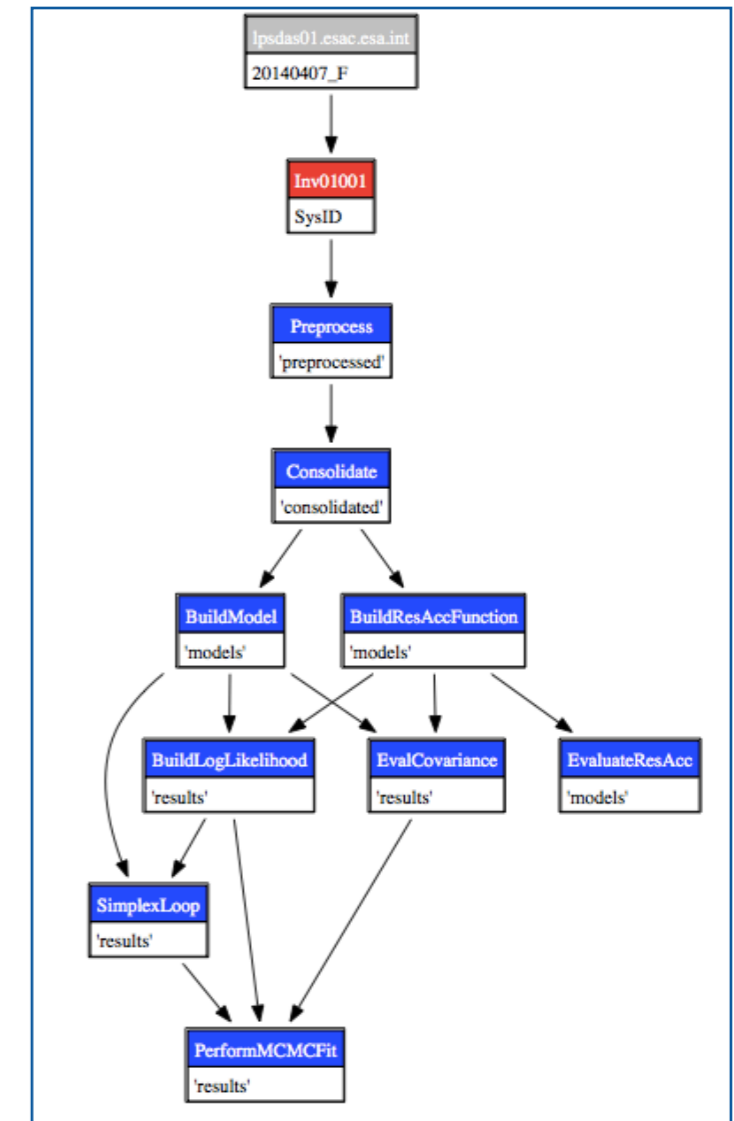 lpsdas01.esac.esa.int
20140407_F
Inv01001
SysID
Preprocess
'preprocessed'
Consolidate
'consolidated'
BuildModel
'models'
BuildResAccFunction
'models'
BuildLogLikelihood
'results'
EvalCovariance
'results'
EvaluateResAcc
'models'
SimplexLoop
'results'
PerformMCMCFit
'results'